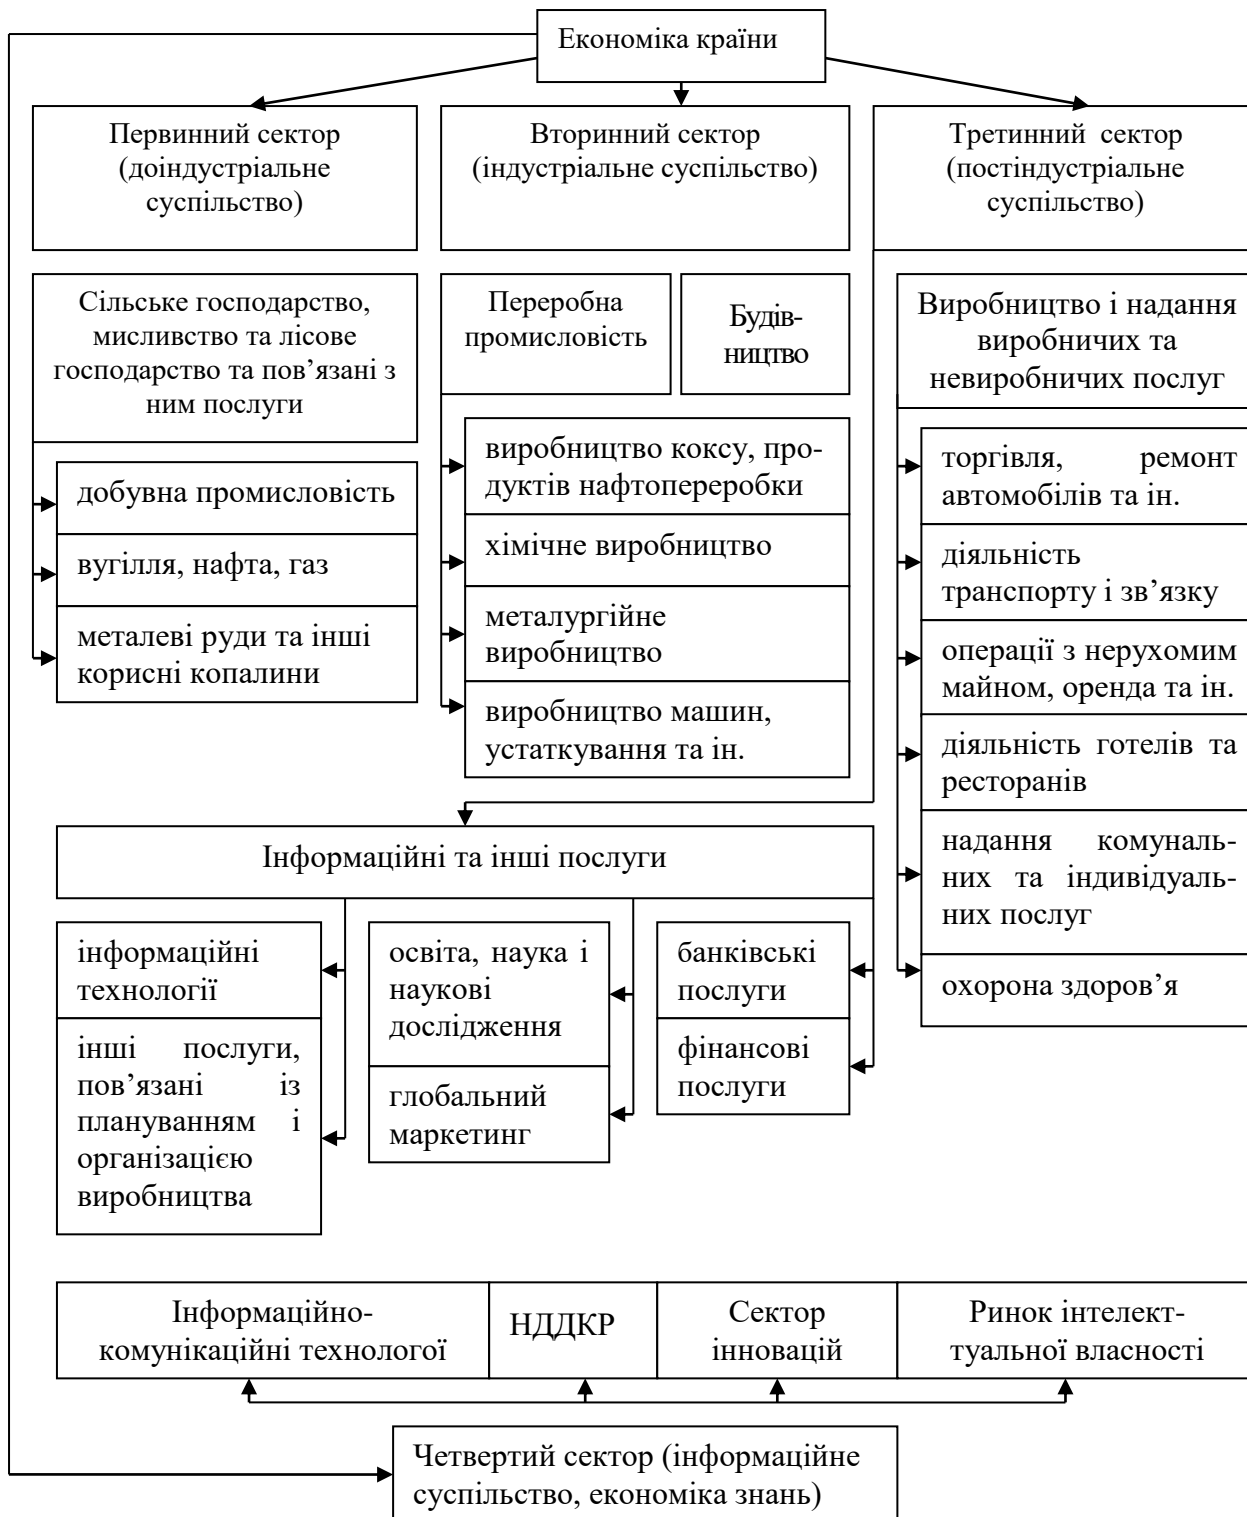 Економіка країни
Первинний сектор
(доіндустріальне
суспільство)
Вторинний сектор
(індустріальне суспільство)
Третинний сектор
(постіндустріальне
суспільство)
Сільське господарство,
мисливство та лісове
господарство та пов’язані з
ним послуги
добувна промисловість
вугілля, нафта, газ
металеві руди та інші
корисні копалини
Переробна
промисловість
Будів-
ництво
виробництво коксу, про-
дуктів нафтопереробки
хімічне виробництво
металургійне
виробництво
виробництво машин,
устаткування та ін.
Виробництво і надання
виробничих та
невиробничих послуг
торгівля, ремонт
автомобілів та ін.
діяльність
транспорту і зв’язку
операції з нерухомим
майном, оренда та ін.
діяльність готелів та
ресторанів
надання комуналь-
них та індивідуаль-
них послуг
охорона здоров’я
Інформаційні та інші послуги
інформаційні
технології
інші послуги,
пов’язані із
плануванням і
організацією
виробництва
освіта, наука і
наукові
дослідження
глобальний
маркетинг
банківські
послуги
фінансові
послуги
Інформаційно-
комунікаційні технологої
НДДКР
Сектор
інновацій
Ринок інтелект-
туальної власності
Четвертий сектор (інформаційне
суспільство, економіка знань)